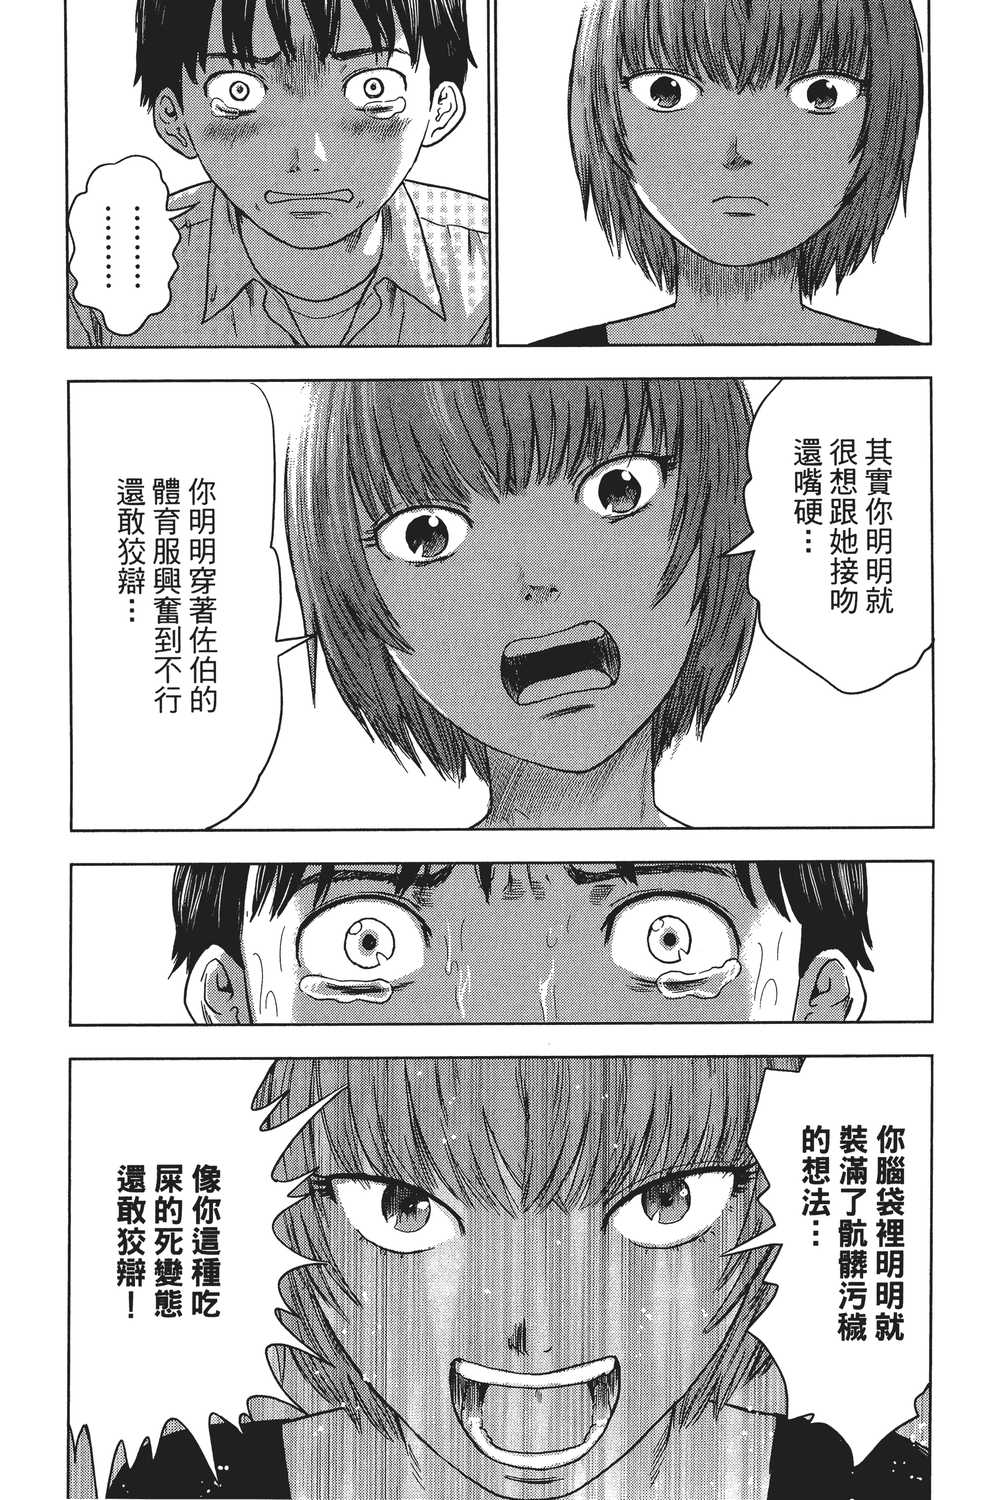 …………
…………
其實你明明就
很想跟她接吻
還嘴硬…
你明明穿著佐伯的
體育服興奮到不行
還敢狡辯…
你腦袋裡明明就
裝滿了骯髒污穢
的想法…
像你這種吃
屎的死變態
還敢狡辯！